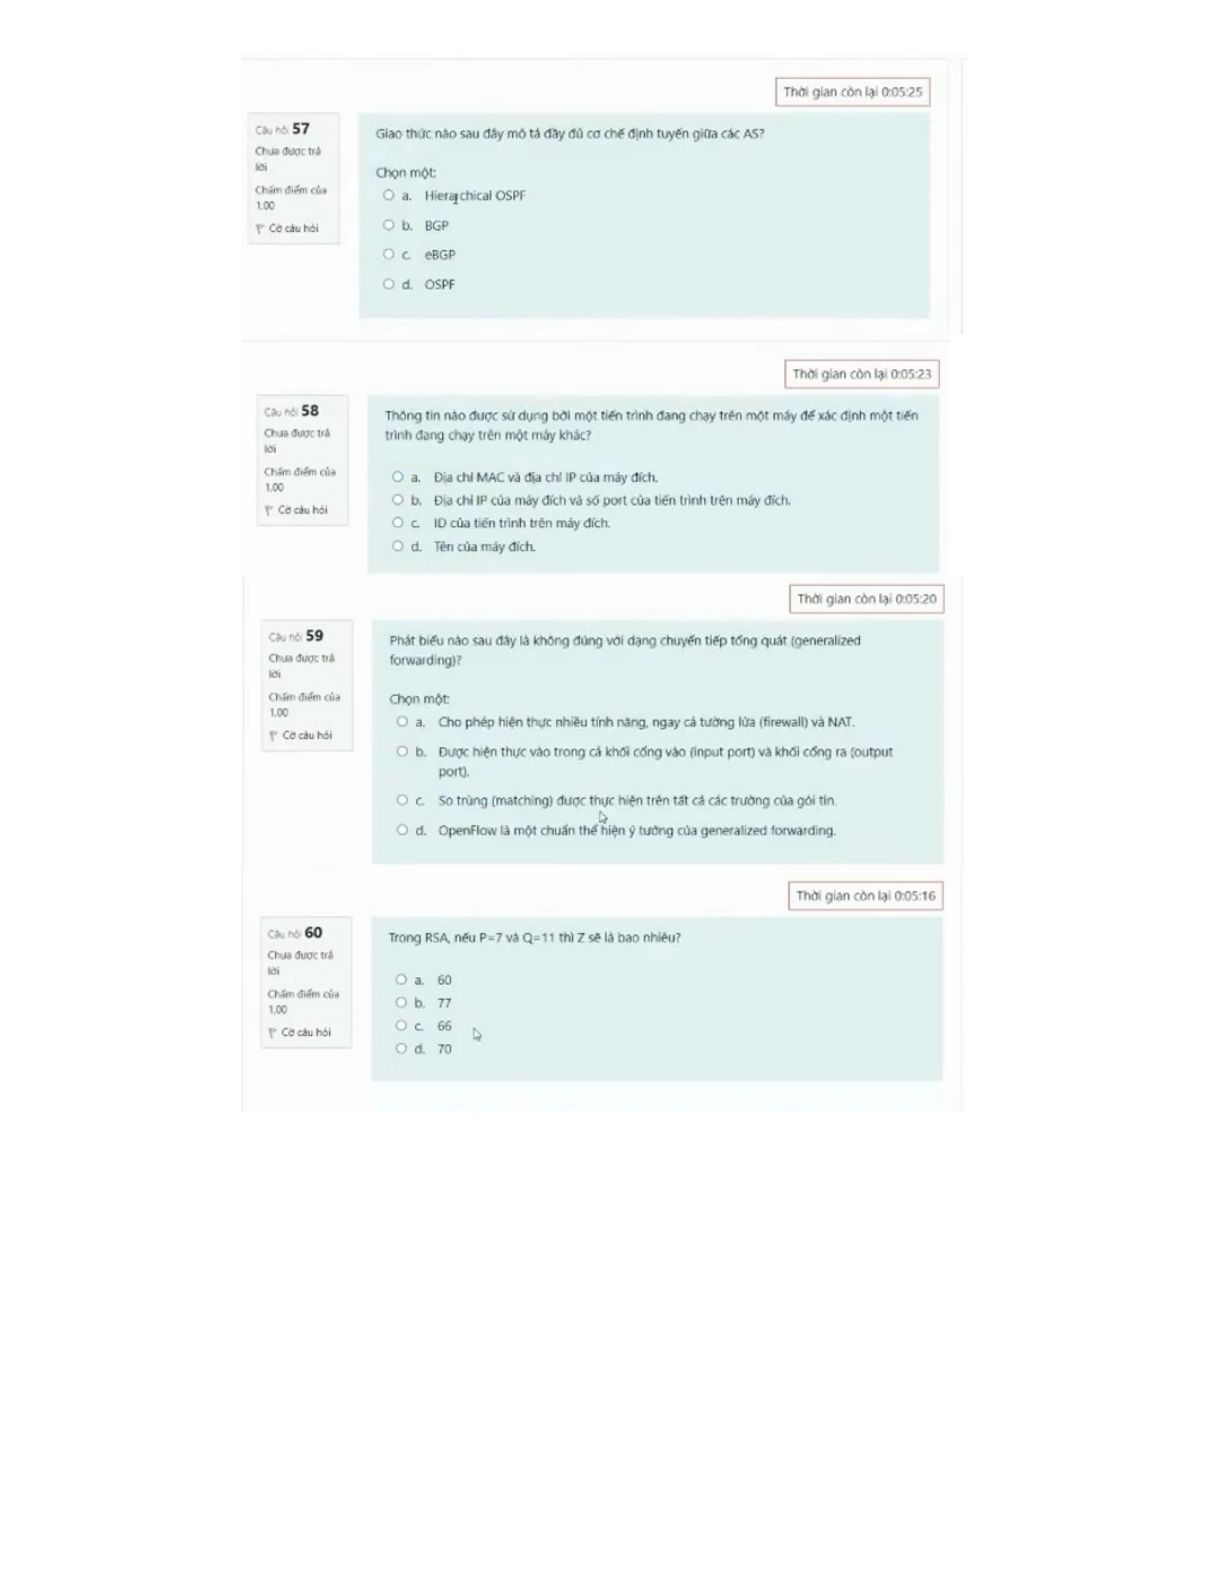 Thời gian còn lại 0:05:25
Câu hỏi 57
Chưa được trả
lời
Chấm điểm của
1,00
Cờ câu hỏi
Giao thức nào sau đây mô tả đầy đủ cơ chế định tuyến giữa các AS?
Chọn một:
a. Hierarchical OSPF
b. BGP
c. eBGP
d. OSPF
Thời gian còn lại 0:05:23
Câu hỏi 58
Chưa được trả
lời
Chấm điểm của
1,00
Cờ câu hỏi
Thông tin nào được sử dụng bởi một tiến trình đang chạy trên một máy để xác định một tiến
trình đang chạy trên một máy khác?
a. Địa chỉ MAC và địa chỉ IP của máy đích.
b. Địa chỉ IP của máy đích và số port của tiến trình trên máy đích.
c. ID của tiến trình trên máy đích.
d. Tên của máy đích.
Thời gian còn lại 0:05:20
Câu hỏi 59
Chưa được trả
lời
Chấm điểm của
1,00
Cờ câu hỏi
Phát biểu nào sau đây là không đúng với dạng chuyển tiếp tổng quát (generalized
forwarding)?
Chọn một:
a. Cho phép hiện thực nhiều tính năng, ngay cả tường lửa (firewall) và NAT.
b. Được hiện thực vào trong cả khối cổng vào (input port) và khối cổng ra (output
port).
c. So trùng (matching) được thực hiện trên tất cả các trường của gói tin.
d. OpenFlow là một chuẩn thể hiện ý tưởng của generalized forwarding.
Thời gian còn lại 0:05:16
Câu hỏi 60
Chưa được trả
lời
Chấm điểm của
1,00
Cờ câu hỏi
Trong RSA, nếu P=7 và Q=11 thì Z sẽ là bao nhiêu?
a. 60
b. 77
c. 66
d. 70